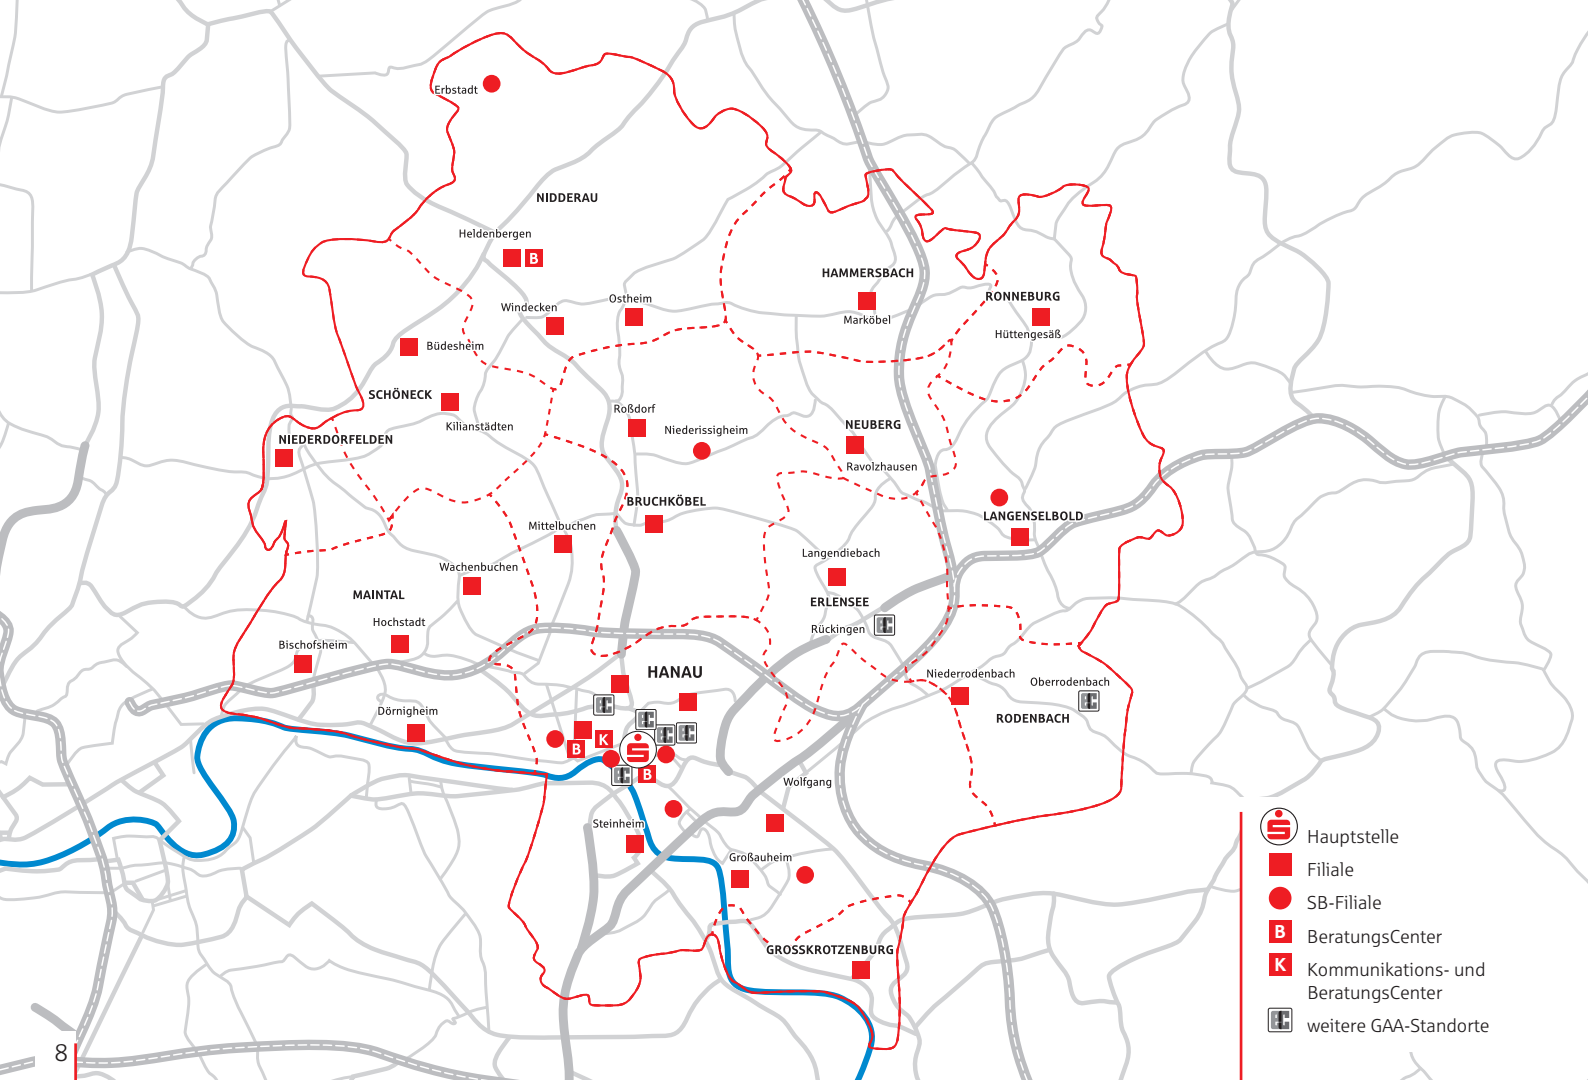 Erbstadt
NIDDERAU
Heldenbergen
B
HAMMERSBACH
RONNEBURG
Windecken
Ostheim
Marköbel
Hüttengesäß
Büdesheim
SCHÖNECK
Kilianstädten
Roßdorf
Niederissigheim
NEUBERG
NIEDERDORFELDEN
Ravolzhausen
BRUCHKÖBEL
LANGENSELBOLD
Mittelbuchen
Langendiebach
Wachenbuchen
MAINTAL
ERLENSEE
Hochstadt
Rückingen
Bischofsheim
HANAU
Niederrodenbach
Oberrodenbach
Dörnigheim
RODENBACH
B
K
B
Wolfgang
Steinheim
Großauheim
GROSSKROTZENBURG
Hauptstelle
Filiale
SB-Filiale
B BeratungsCenter
K Kommunikations- und
BeratungsCenter
weitere GAA-Standorte
8